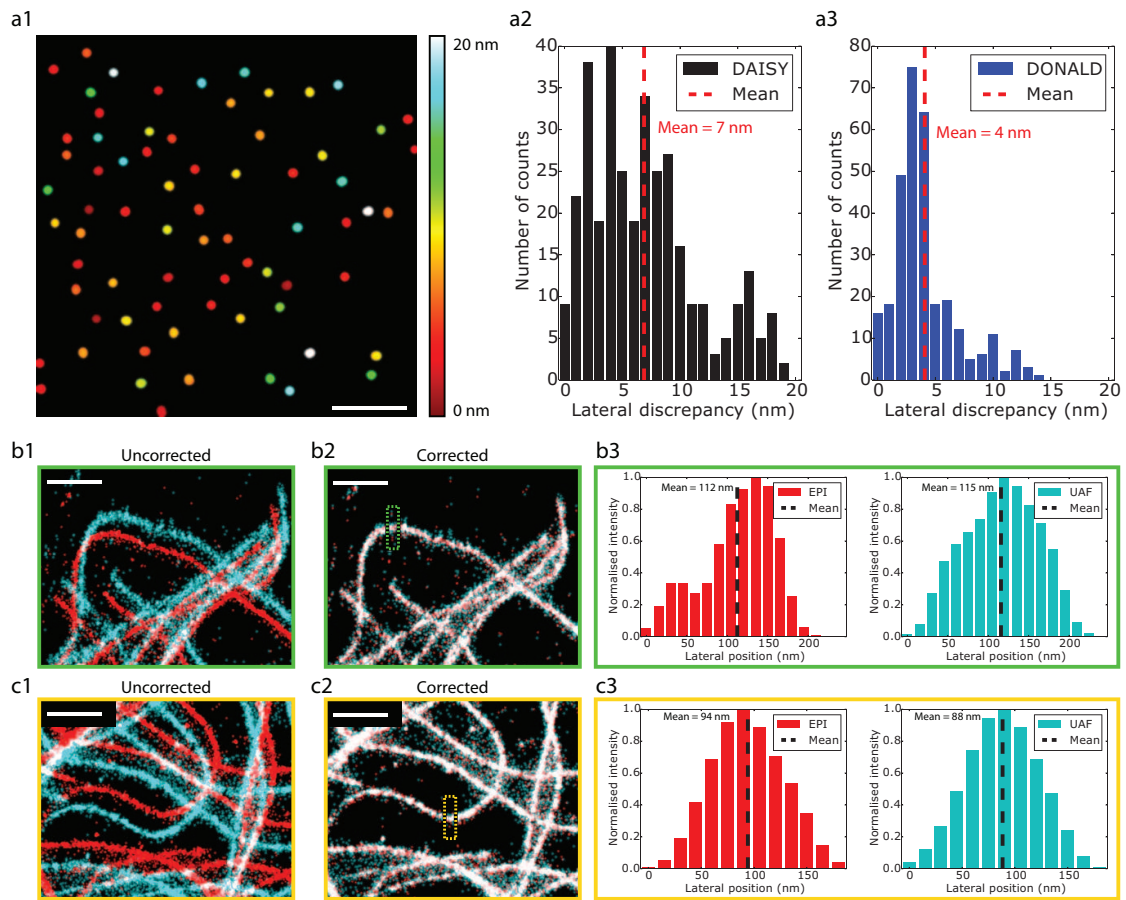 a1
20 nm
0 nm
a2
40
35
30
25
20
15
10
5
0
0 5 10 15 20
Number of counts
Lateral discrepancy (nm)
DAISY
Mean
Mean = 7 nm
a3
80
70
60
50
40
30
20
10
0
0 5 10 15 20
Number of counts
Lateral discrepancy (nm)
DONALD
Mean
Mean = 4 nm
b1
Uncorrected
b2
Corrected
b3
Mean = 112 nm
EPI
Mean
1.0
0.8
0.6
0.4
0.2
0.0
0 50 100 150 200
Normalised intensity
Lateral position (nm)
Mean = 115 nm
UAF
Mean
1.0
0.8
0.6
0.4
0.2
0.0
0 50 100 150 200
Normalised intensity
Lateral position (nm)
c1
Uncorrected
c2
Corrected
c3
Mean = 94 nm
EPI
Mean
1.0
0.8
0.6
0.4
0.2
0.0
0 50 100 150
Normalised intensity
Lateral position (nm)
Mean = 88 nm
UAF
Mean
1.0
0.8
0.6
0.4
0.2
0.0
0 50 100 150
Normalised intensity
Lateral position (nm)